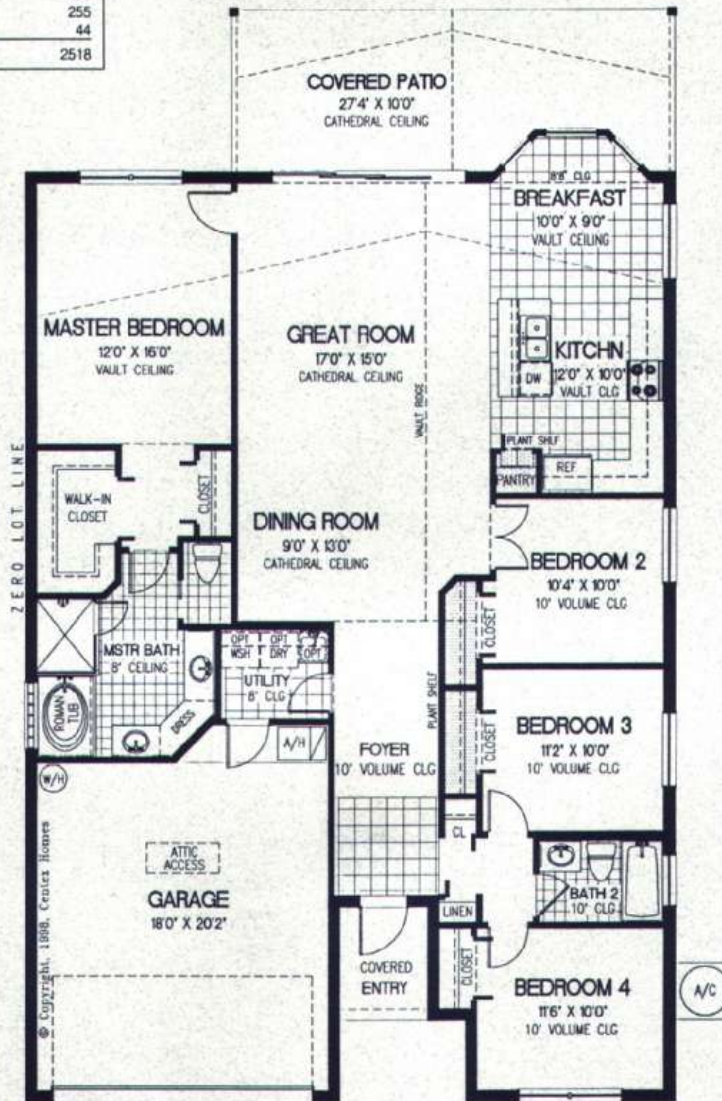 255
44
2518
COVERED PATIO
27'4" X 10'0"
CATHEDRAL CEILING
8'8" CLG
BREAKFAST
10'0" X 9'0"
VAULT CEILING
MASTER BEDROOM
12'0" X 16'0"
VAULT CEILING
GREAT ROOM
17'0" X 15'0"
CATHEDRAL CEILING
KITCHN
12'0" X 10'0"
VAULT CLG
DW
VAULT RIDGE
PLANT SHLF
PANTRY
REF
ZERO LOT LINE
WALK-IN
CLOSET
CLOSET
DINING ROOM
9'0" X 13'0"
CATHEDRAL CEILING
BEDROOM 2
10'4" X 10'0"
10' VOLUME CLG
CLOSET
MSTR BATH
8' CEILING
OPT
WSH
OPT
DRY
OPT
UTILITY
8' CLG
ROMAN
TUB
DRESS
PLANT SHELF
CLOSET
BEDROOM 3
11'2" X 10'0"
10' VOLUME CLG
FOYER
10' VOLUME CLG
A/H
W/H
ATTIC
ACCESS
GARAGE
18'0" X 20'2"
CL
LINEN
BATH 2
10' CLG
© Copyright, 1998, Centex Homes
COVERED
ENTRY
CLOSET
BEDROOM 4
11'6" X 10'0"
10' VOLUME CLG
A/C